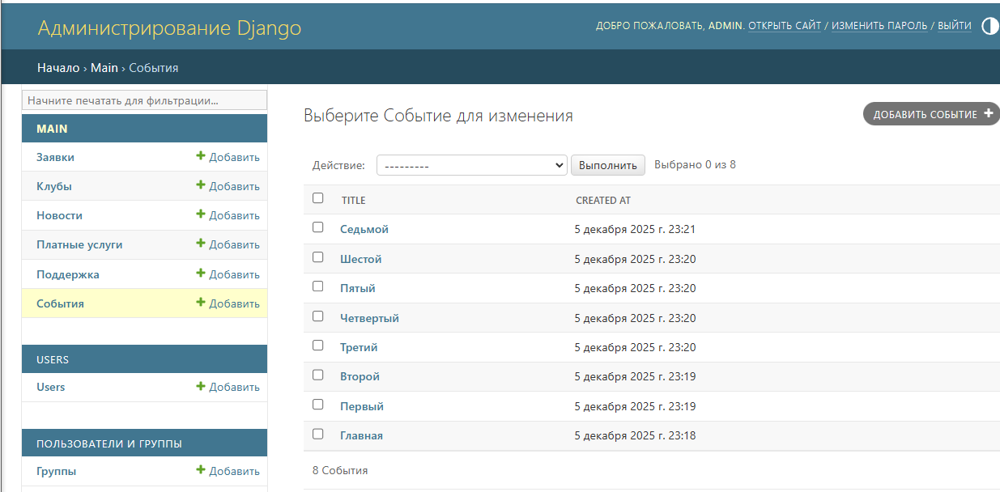 Администрирование Django
ДОБРО ПОЖАЛОВАТЬ, ADMIN. ОТКРЫТЬ САЙТ / ИЗМЕНИТЬ ПАРОЛЬ / ВЫЙТИ
Начало › Main › События
Начните печатать для фильтрации...
MAIN
Заявки Добавить
Клубы Добавить
Новости Добавить
Платные услуги Добавить
Поддержка Добавить
События Добавить
USERS
Users Добавить
ПОЛЬЗОВАТЕЛИ И ГРУППЫ
Группы Добавить
Выберите Событие для изменения
ДОБАВИТЬ СОБЫТИЕ
Действие: --------- Выполнить Выбрано 0 из 8
TITLE CREATED AT
Седьмой 5 декабря 2025 г. 23:21
Шестой 5 декабря 2025 г. 23:20
Пятый 5 декабря 2025 г. 23:20
Четвертый 5 декабря 2025 г. 23:20
Третий 5 декабря 2025 г. 23:20
Второй 5 декабря 2025 г. 23:19
Первый 5 декабря 2025 г. 23:19
Главная 5 декабря 2025 г. 23:18
8 События